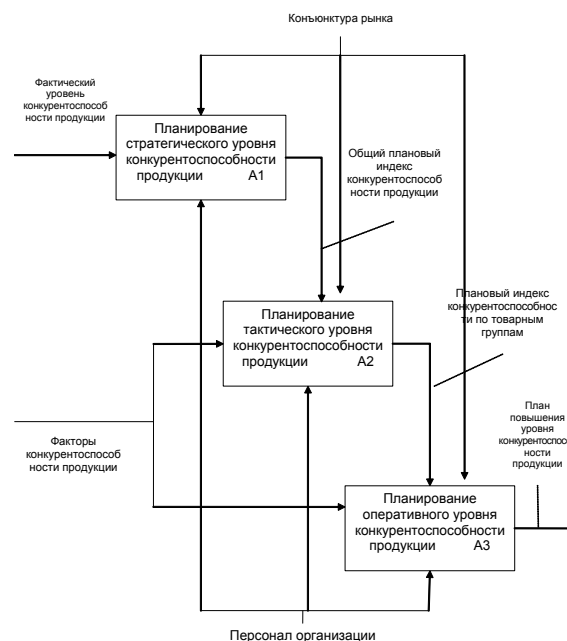 Конъюнктура рынка
Фактический
уровень
конкурентоспособ
ности продукции
Планирование
стратегического уровня
конкурентоспособности
продукции А1
Общий плановый
индекс
конкурентоспособ
ности продукции
Планирование
тактического уровня
конкурентоспособности
продукции А2
Плановый индекс
конкурентоспособнос
ти по товарным
группам
Факторы
конкурентоспособ
ности продукции
План
повышения
уровня
конкурентоспосо
ности
продукции
Планирование
оперативного уровня
конкурентоспособности
продукции А3
Персонал организации